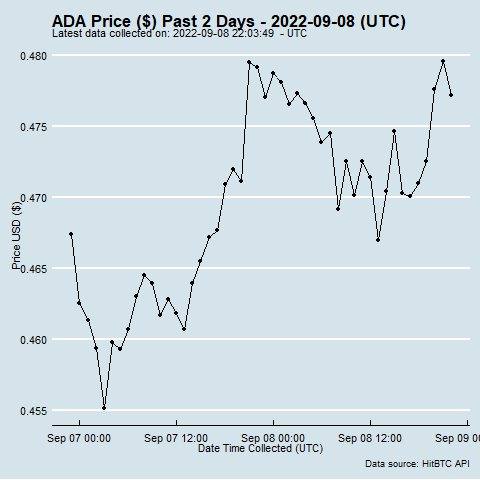 ADA Price ($) Past 2 Days - 2022-09-08 (UTC)
Latest data collected on: 2022-09-08 22:03:49 - UTC
Price USD ($)
0.480
0.475
0.470
0.465
0.460
0.455
Sep 07 00:00 Sep 07 12:00 Sep 08 00:00 Sep 08 12:00 Sep 09 0
Date Time Collected (UTC)
Data source: HitBTC API